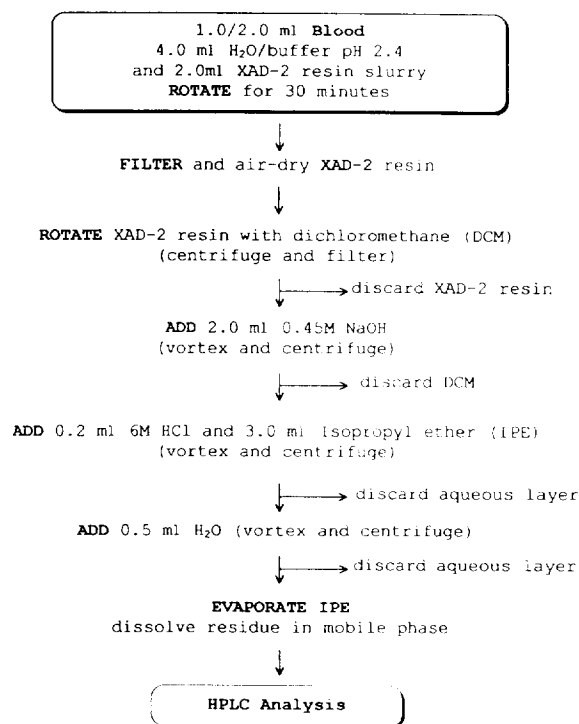 1.0/2.0 ml Blood
4.0 ml H₂O/buffer pH 2.4
and 2.0ml XAD-2 resin slurry
ROTATE for 30 minutes
FILTER and air-dry XAD-2 resin
ROTATE XAD-2 resin with dichloromethane (DCM)
(centrifuge and filter)
discard XAD-2 resin
ADD 2.0 ml 0.45M NaOH
(vortex and centrifuge)
discard DCM
ADD 0.2 ml 6M HCl and 3.0 ml Isopropyl ether (IPE)
(vortex and centrifuge)
discard aqueous layer
ADD 0.5 ml H₂O (vortex and centrifuge)
discard aqueous layer
EVAPORATE IPE
dissolve residue in mobile phase
HPLC Analysis